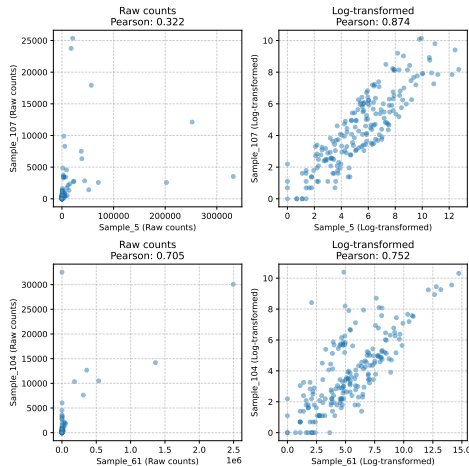 Raw counts
Pearson: 0.322
Sample_107 (Raw counts)
25000
20000
15000
10000
5000
0
0 100000 200000 300000
Sample_5 (Raw counts)
Log-transformed
Pearson: 0.874
Sample_107 (Log-transformed)
10
8
6
4
2
0
0 2 4 6 8 10 12
Sample_5 (Log-transformed)
Raw counts
Pearson: 0.705
Sample_104 (Raw counts)
30000
25000
20000
15000
10000
5000
0
0.0 0.5 1.0 1.5 2.0 2.5
1e6
Sample_61 (Raw counts)
Log-transformed
Pearson: 0.752
Sample_104 (Log-transformed)
10
8
6
4
2
0
0.0 2.5 5.0 7.5 10.0 12.5 15.0
Sample_61 (Log-transformed)